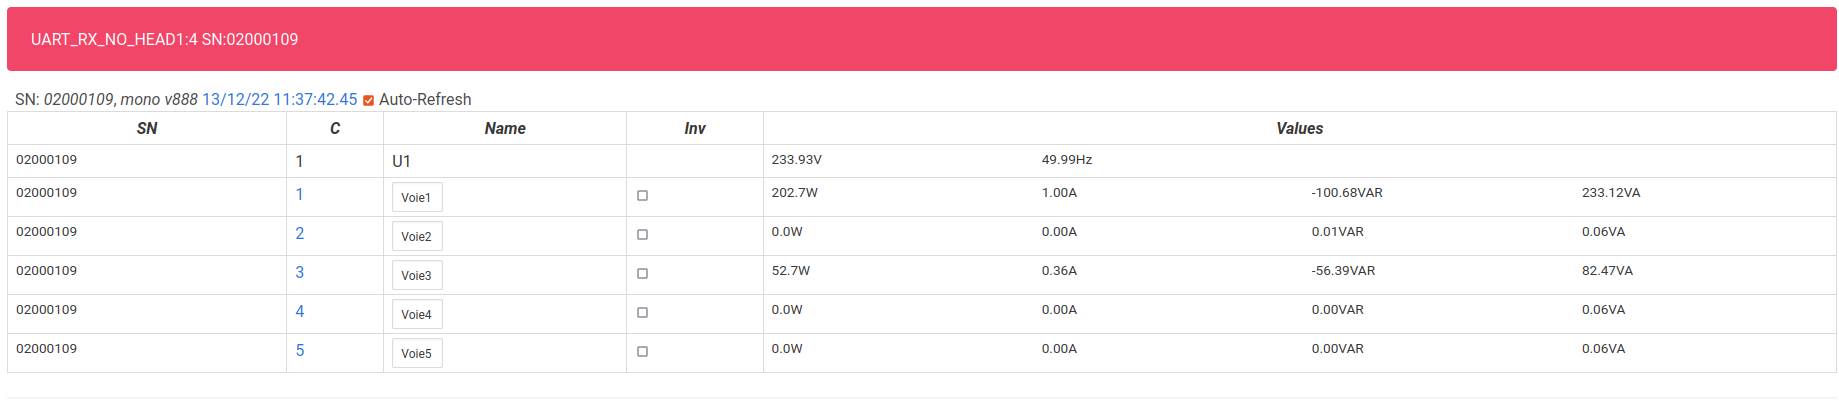 UART_RX_NO_HEAD1:4 SN:02000109
SN: 02000109, mono v888 13/12/22 11:37:42.45 Auto-Refresh
SN C Name Inv Values
02000109 1 U1 233.93V 49.99Hz
02000109 1 Voie1 202.7W 1.00A -100.68VAR 233.12VA
02000109 2 Voie2 0.0W 0.00A 0.01VAR 0.06VA
02000109 3 Voie3 52.7W 0.36A -56.39VAR 82.47VA
02000109 4 Voie4 0.0W 0.00A 0.00VAR 0.06VA
02000109 5 Voie5 0.0W 0.00A 0.00VAR 0.06VA